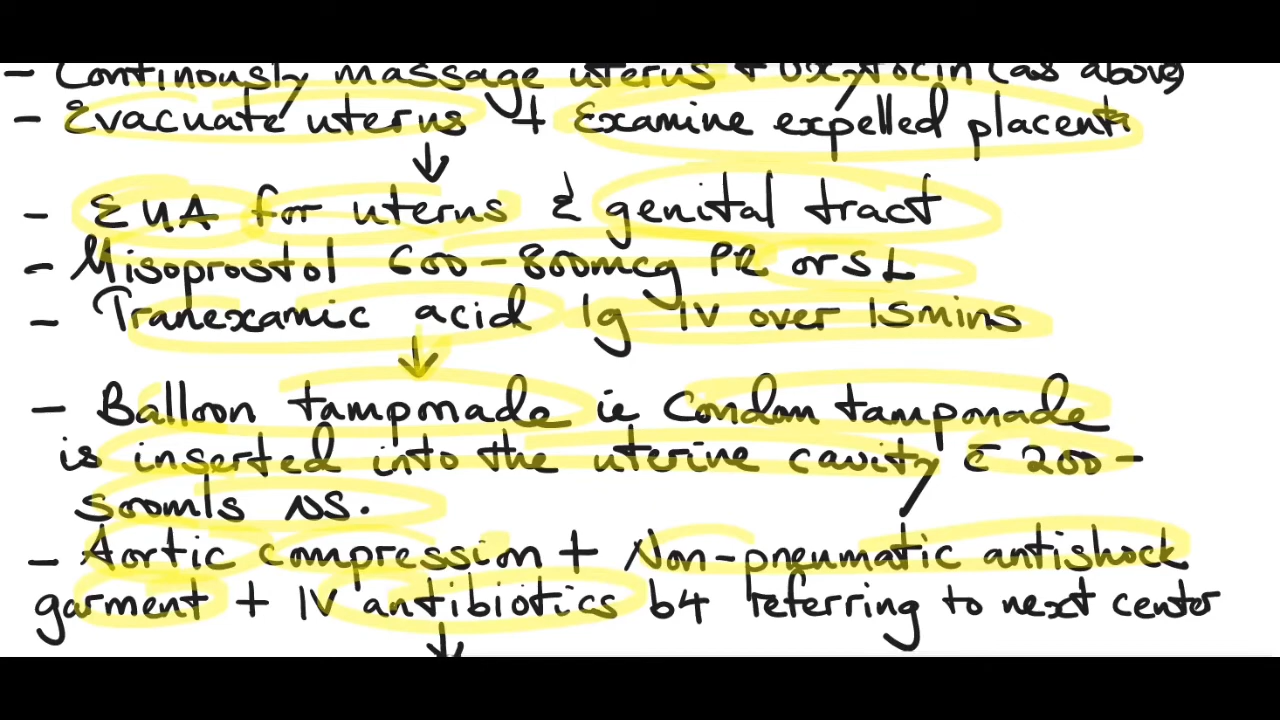 - Continously massage uterus + Oxytocin (as above)
- Evacuate uterus + Examine expelled placenta
↓
- EUA for uterus & genital tract
- Misoprostol 600-800mcg PR or SL
- Tranexamic acid 1g IV over 15mins
↓
- Balloon tamponade ie Condom tamponade
is inserted into the uterine cavity c̄ 200-
500mls NS.
- Aortic compression + Non-pneumatic antishock
garment + IV antibiotics b4 referring to next center
↓